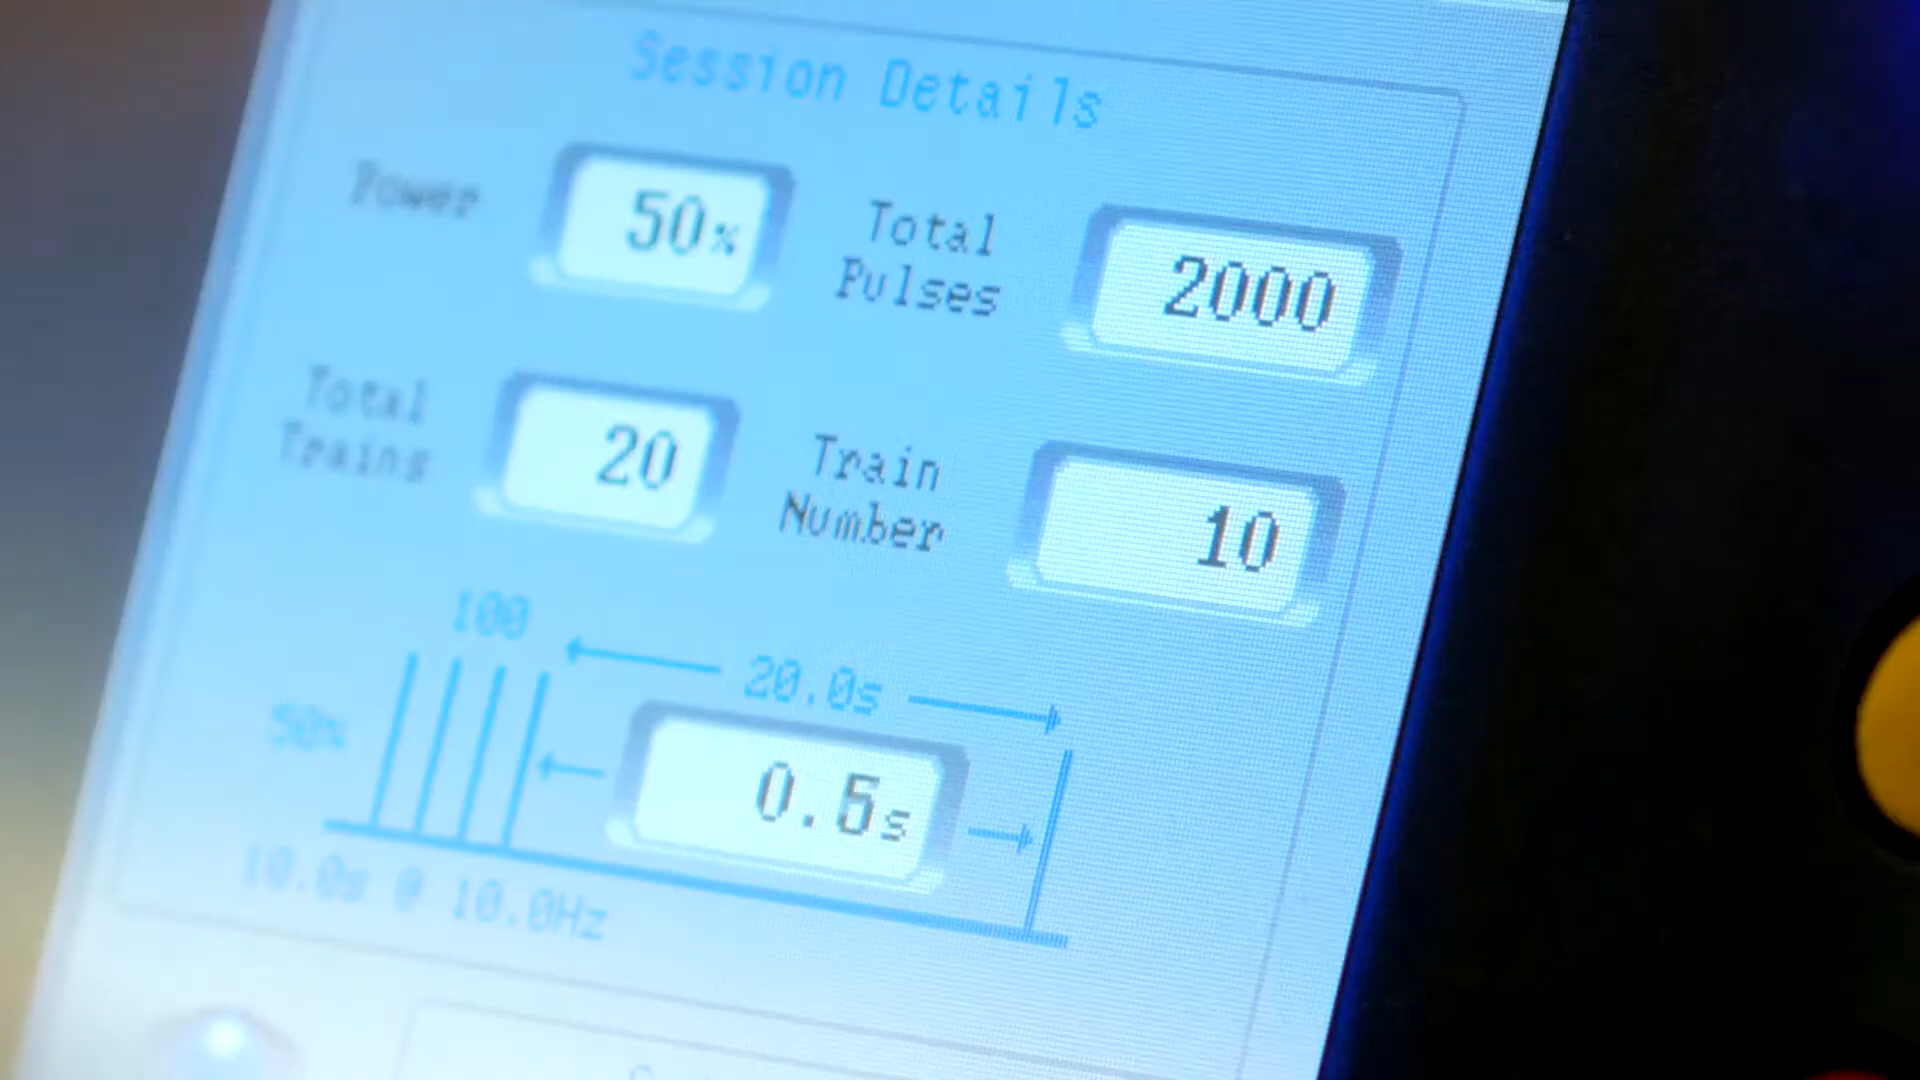 Session Details
Power 50%
Total Pulses 2000
Total Trains 20
Train Number 10
100
20.0s
50%
0.5s
10.0s @ 10.0Hz